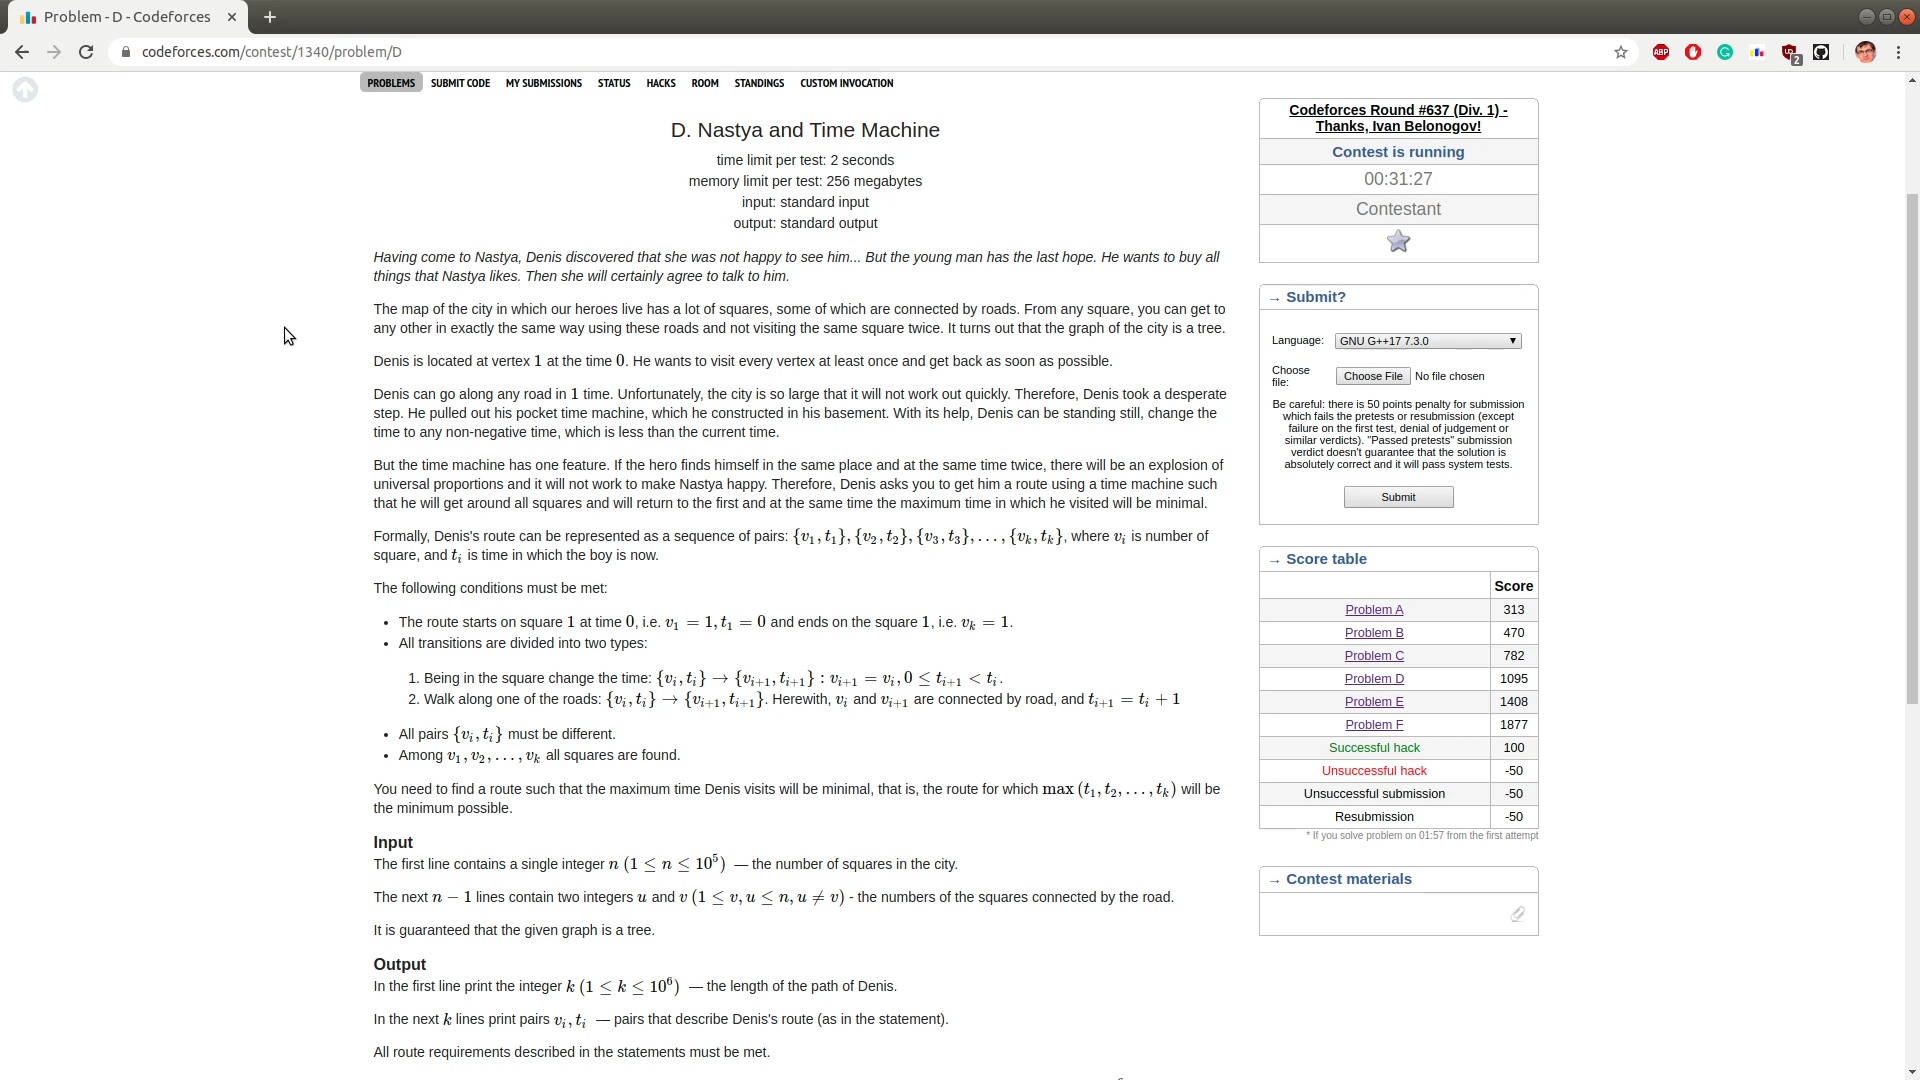 Problem - D - Codeforces
codeforces.com/contest/1340/problem/D
ABP
2
PROBLEMS SUBMIT CODE MY SUBMISSIONS STATUS HACKS ROOM STANDINGS CUSTOM INVOCATION
D. Nastya and Time Machine
time limit per test: 2 seconds
memory limit per test: 256 megabytes
input: standard input
output: standard output
Having come to Nastya, Denis discovered that she was not happy to see him... But the young man has the last hope. He wants to buy all
things that Nastya likes. Then she will certainly agree to talk to him.
The map of the city in which our heroes live has a lot of squares, some of which are connected by roads. From any square, you can get to
any other in exactly the same way using these roads and not visiting the same square twice. It turns out that the graph of the city is a tree.
Denis is located at vertex 1 at the time 0. He wants to visit every vertex at least once and get back as soon as possible.
Denis can go along any road in 1 time. Unfortunately, the city is so large that it will not work out quickly. Therefore, Denis took a desperate
step. He pulled out his pocket time machine, which he constructed in his basement. With its help, Denis can be standing still, change the
time to any non-negative time, which is less than the current time.
But the time machine has one feature. If the hero finds himself in the same place and at the same time twice, there will be an explosion of
universal proportions and it will not work to make Nastya happy. Therefore, Denis asks you to get him a route using a time machine such
that he will get around all squares and will return to the first and at the same time the maximum time in which he visited will be minimal.
Formally, Denis's route can be represented as a sequence of pairs: {v₁, t₁}, {v₂, t₂}, {v₃, t₃}, . . . , {vₖ, tₖ}, where vᵢ is number of
square, and tᵢ is time in which the boy is now.
The following conditions must be met:
• The route starts on square 1 at time 0, i.e. v₁ = 1, t₁ = 0 and ends on the square 1, i.e. vₖ = 1.
• All transitions are divided into two types:
1. Being in the square change the time: {vᵢ, tᵢ} → {vᵢ₊₁, tᵢ₊₁} : vᵢ₊₁ = vᵢ, 0 ≤ tᵢ₊₁ < tᵢ.
2. Walk along one of the roads: {vᵢ, tᵢ} → {vᵢ₊₁, tᵢ₊₁}. Herewith, vᵢ and vᵢ₊₁ are connected by road, and tᵢ₊₁ = tᵢ + 1
• All pairs {vᵢ, tᵢ} must be different.
• Among v₁, v₂, . . . , vₖ all squares are found.
You need to find a route such that the maximum time Denis visits will be minimal, that is, the route for which max (t₁, t₂, . . . , tₖ) will be
the minimum possible.
Input
The first line contains a single integer n (1 ≤ n ≤ 10⁵) — the number of squares in the city.
The next n − 1 lines contain two integers u and v (1 ≤ v, u ≤ n, u ≠ v) - the numbers of the squares connected by the road.
It is guaranteed that the given graph is a tree.
Output
In the first line print the integer k (1 ≤ k ≤ 10⁶) — the length of the path of Denis.
In the next k lines print pairs vᵢ, tᵢ — pairs that describe Denis's route (as in the statement).
All route requirements described in the statements must be met.
Codeforces Round #637 (Div. 1) -
Thanks, Ivan Belonogov!
Contest is running
00:31:27
Contestant
→ Submit?
Language: GNU G++17 7.3.0
Choose
file: Choose File No file chosen
Be careful: there is 50 points penalty for submission
which fails the pretests or resubmission (except
failure on the first test, denial of judgement or
similar verdicts). "Passed pretests" submission
verdict doesn't guarantee that the solution is
absolutely correct and it will pass system tests.
Submit
→ Score table
Score
Problem A 313
Problem B 470
Problem C 782
Problem D 1095
Problem E 1408
Problem F 1877
Successful hack 100
Unsuccessful hack -50
Unsuccessful submission -50
Resubmission -50
* If you solve problem on 01:57 from the first attempt
→ Contest materials